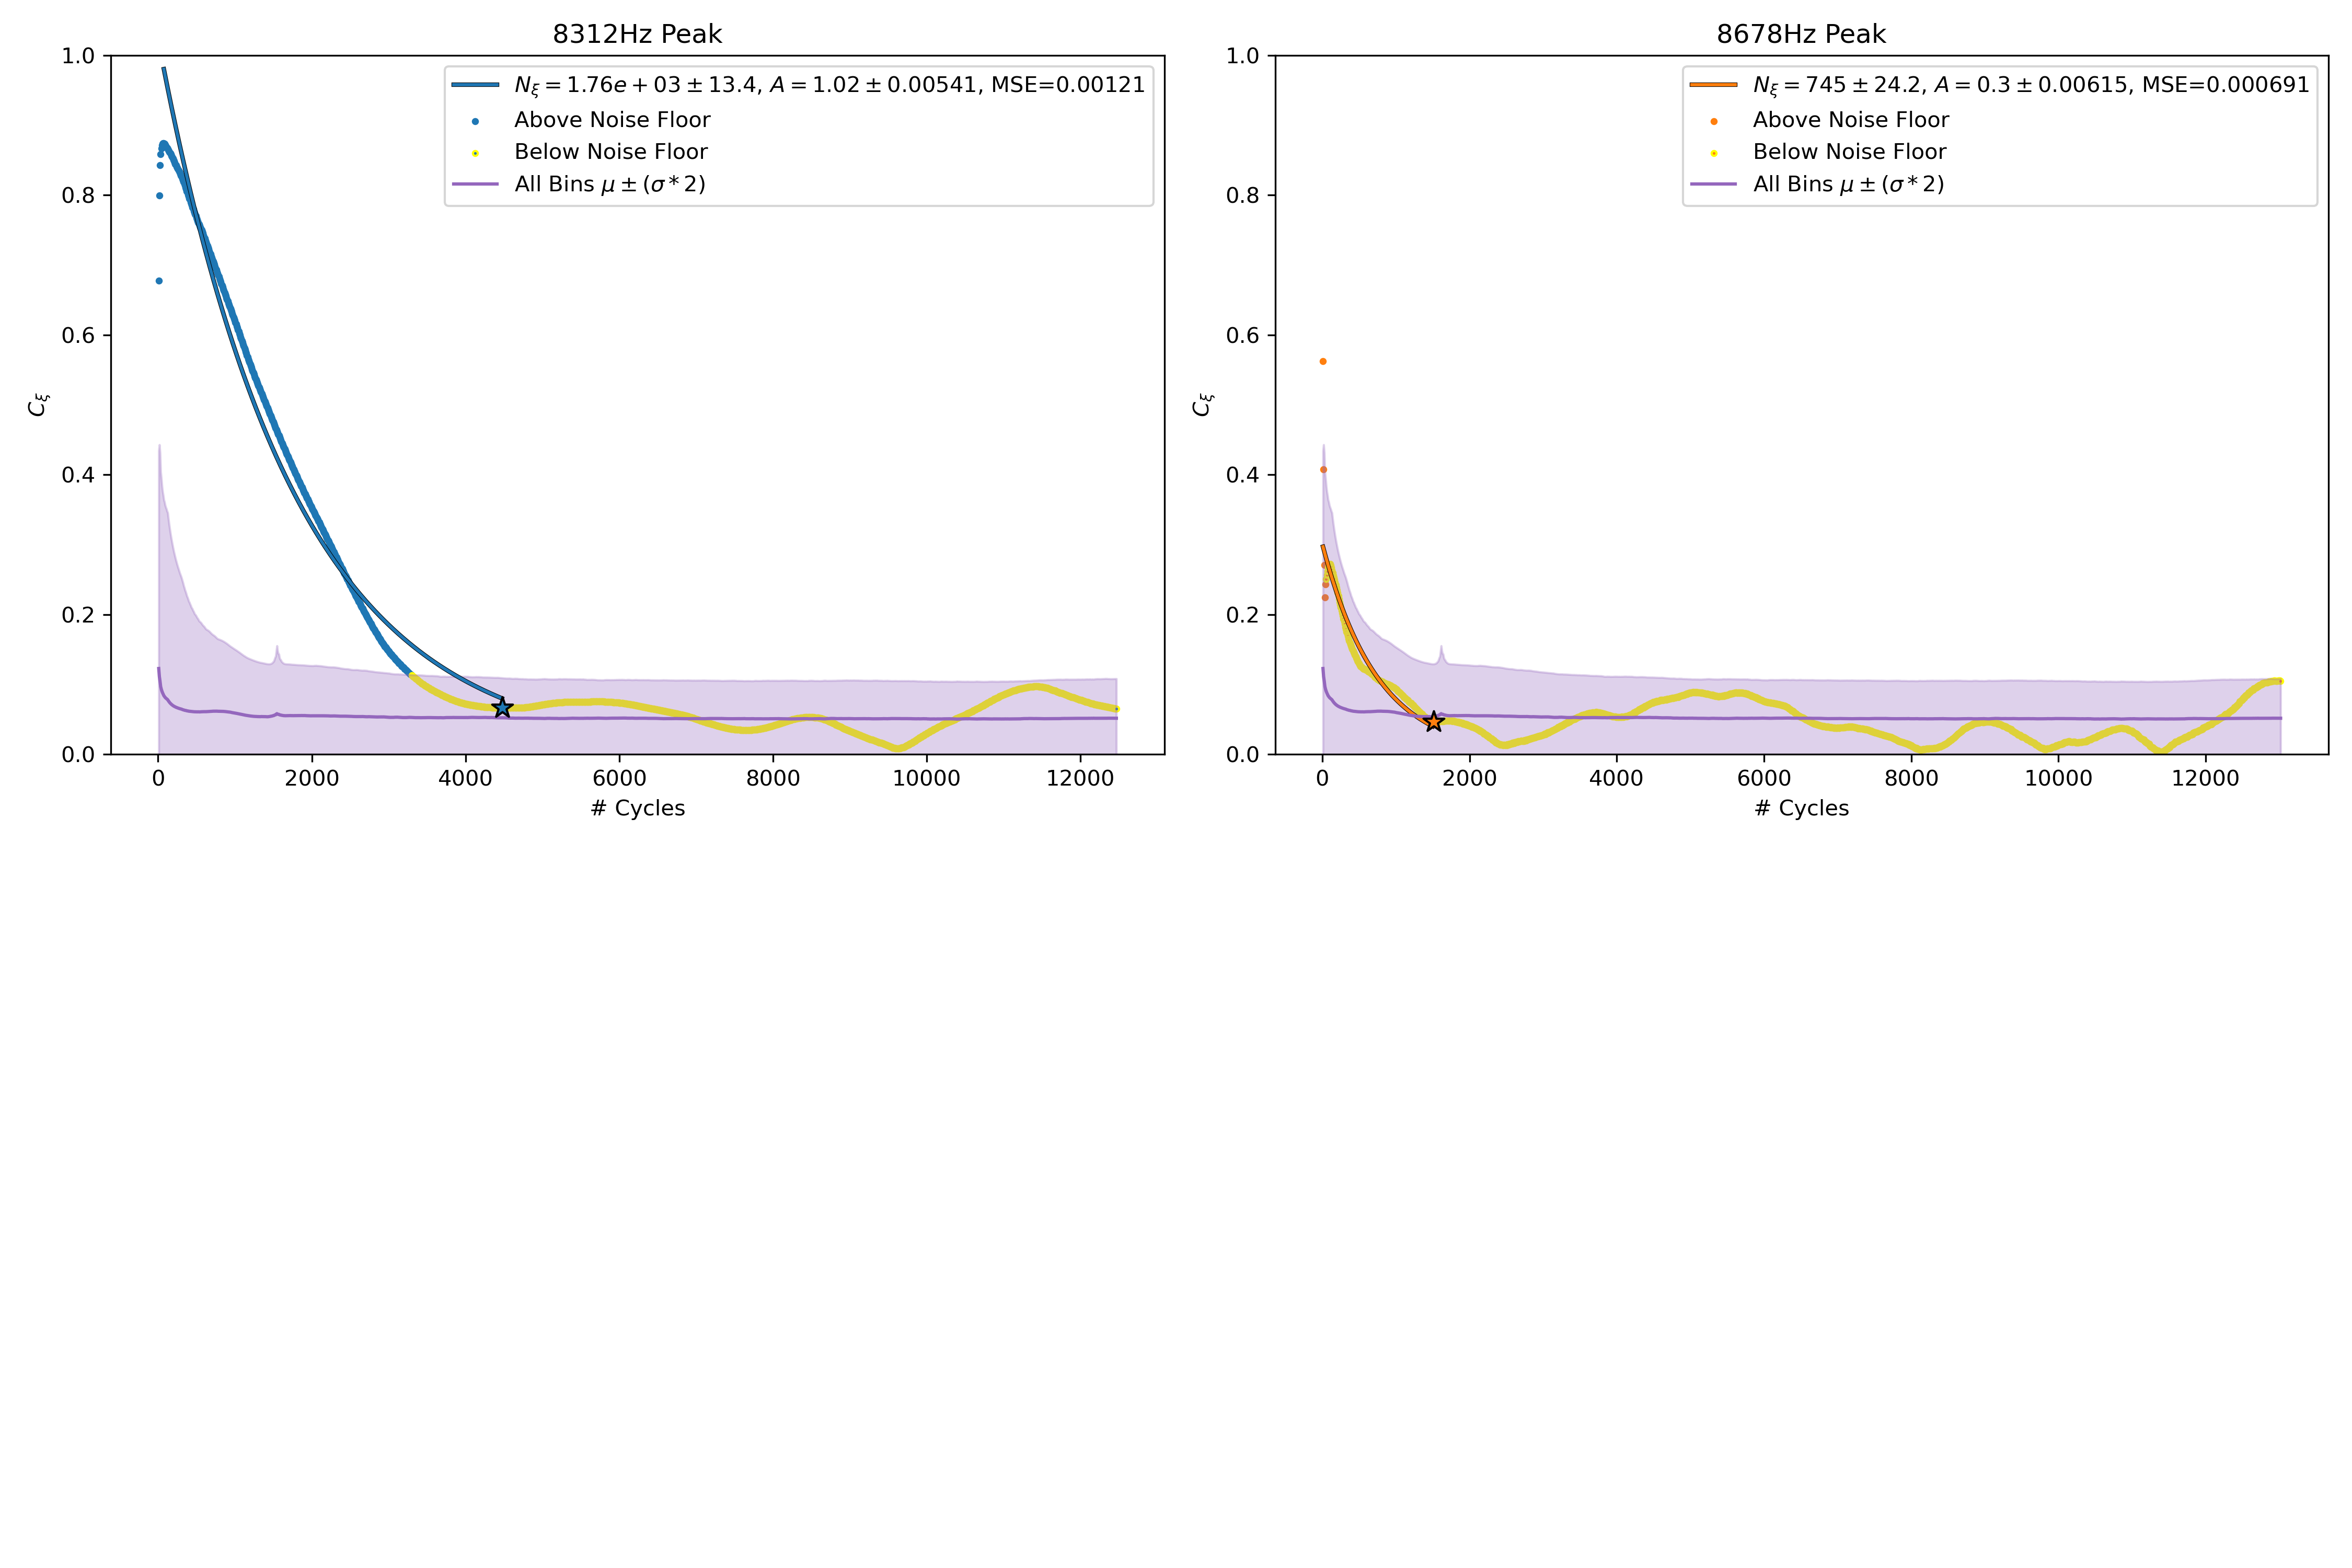 8312Hz Peak
1.0
0.8
0.6
0.4
0.2
0.0
C_ξ
N_ξ = 1.76e + 03 ± 13.4, A = 1.02 ± 0.00541, MSE=0.00121
Above Noise Floor
Below Noise Floor
All Bins μ ± (σ * 2)
0 2000 4000 6000 8000 10000 12000
# Cycles
8678Hz Peak
1.0
0.8
0.6
0.4
0.2
0.0
C_ξ
N_ξ = 745 ± 24.2, A = 0.3 ± 0.00615, MSE=0.000691
Above Noise Floor
Below Noise Floor
All Bins μ ± (σ * 2)
0 2000 4000 6000 8000 10000 12000
# Cycles